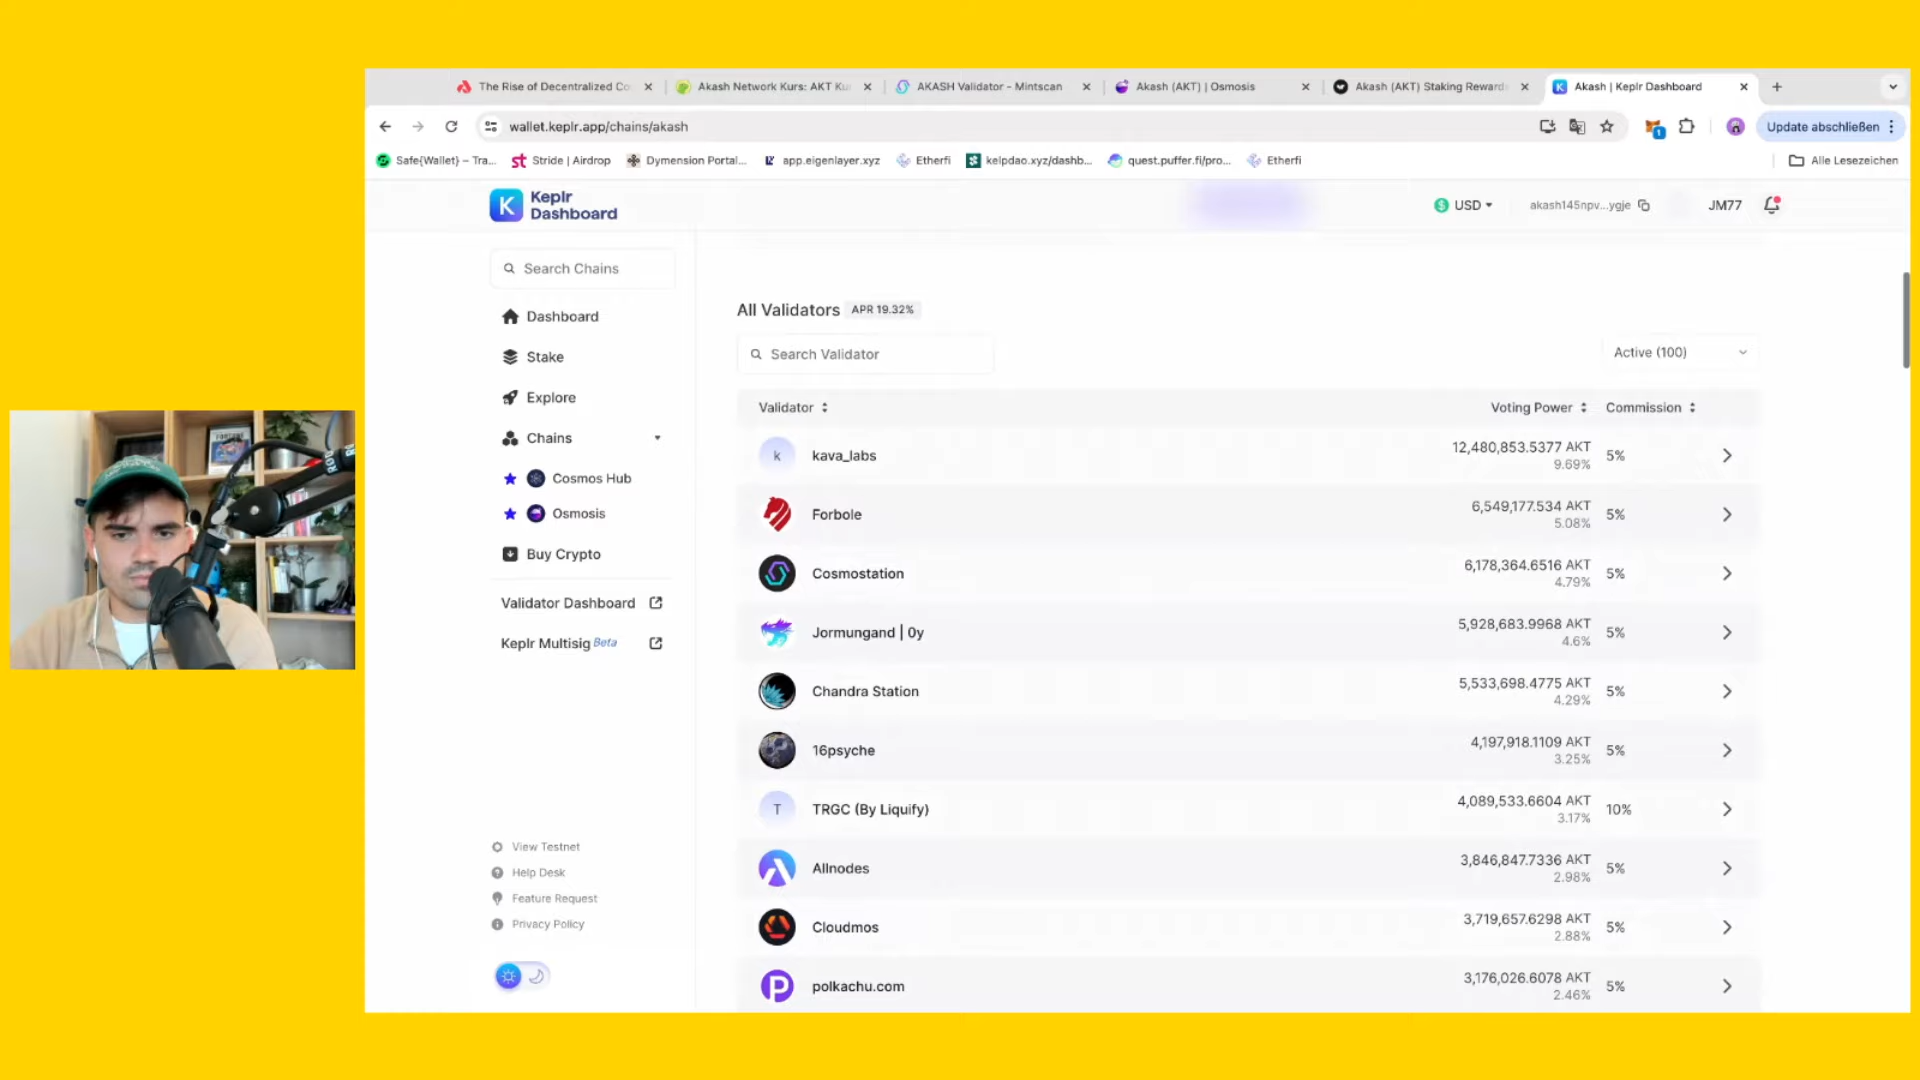 The Rise of Decentralized Co
Akash Network Kurs: AKT Ku
AKASH Validator - Mintscan
Akash (AKT) | Osmosis
Akash (AKT) Staking Reward
Akash | Keplr Dashboard
wallet.keplr.app/chains/akash
1
Update abschließen
Safe{Wallet} – Tra...
Stride | Airdrop
Dymension Portal...
app.eigenlayer.xyz
Etherfi
kelpdao.xyz/dashb...
quest.puffer.fi/pro...
Etherfi
Alle Lesezeichen
K
Keplr
Dashboard
USD
akash145npv...ygje
JM77
Search Chains
Dashboard
Stake
Explore
Chains
Cosmos Hub
Osmosis
Buy Crypto
Validator Dashboard
Keplr Multisig Beta
View Testnet
Help Desk
Feature Request
Privacy Policy
All Validators APR 19.32%
Search Validator
Active (100)
Validator Voting Power Commission
k kava_labs 12,480,853.5377 AKT 5%
9.69%
Forbole 6,549,177.534 AKT 5%
5.08%
Cosmostation 6,178,364.6516 AKT 5%
4.79%
Jormungand | 0y 5,928,683.9968 AKT 5%
4.6%
Chandra Station 5,533,698.4775 AKT 5%
4.29%
16psyche 4,197,918.1109 AKT 5%
3.25%
T TRGC (By Liquify) 4,089,533.6604 AKT 10%
3.17%
Allnodes 3,846,847.7336 AKT 5%
2.98%
Cloudmos 3,719,657.6298 AKT 5%
2.88%
polkachu.com 3,176,026.6078 AKT 5%
2.46%